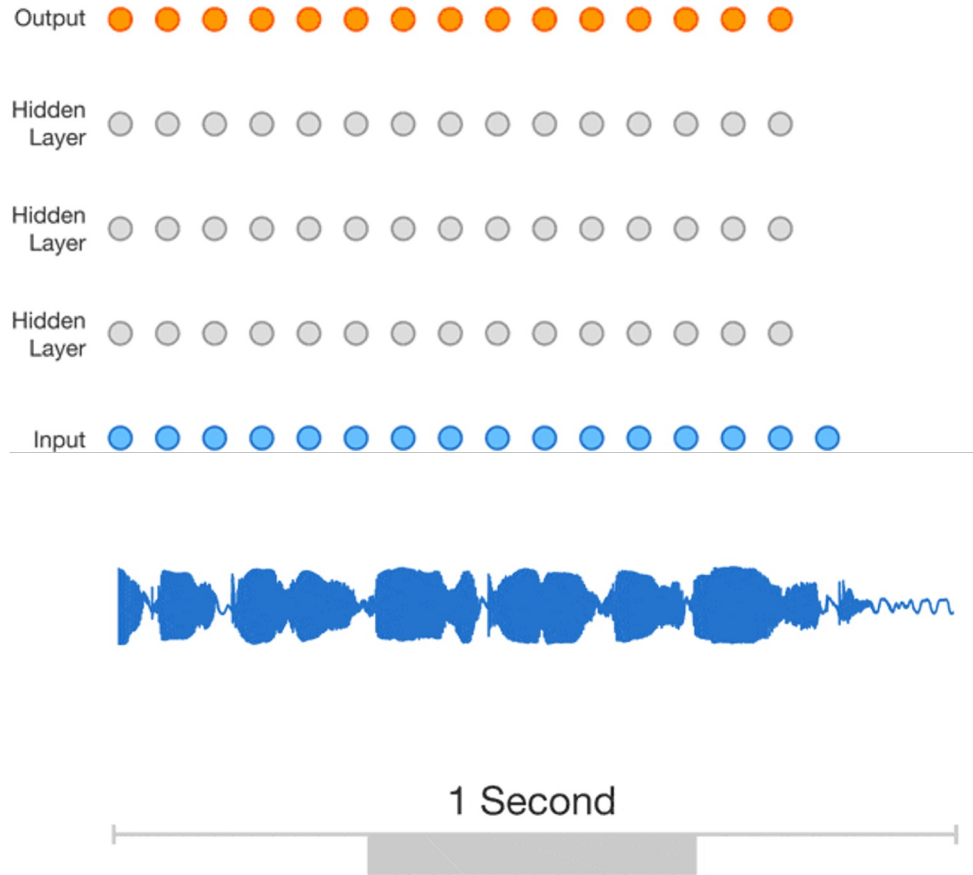 Output
Hidden
Layer
Hidden
Layer
Hidden
Layer
Input
1 Second